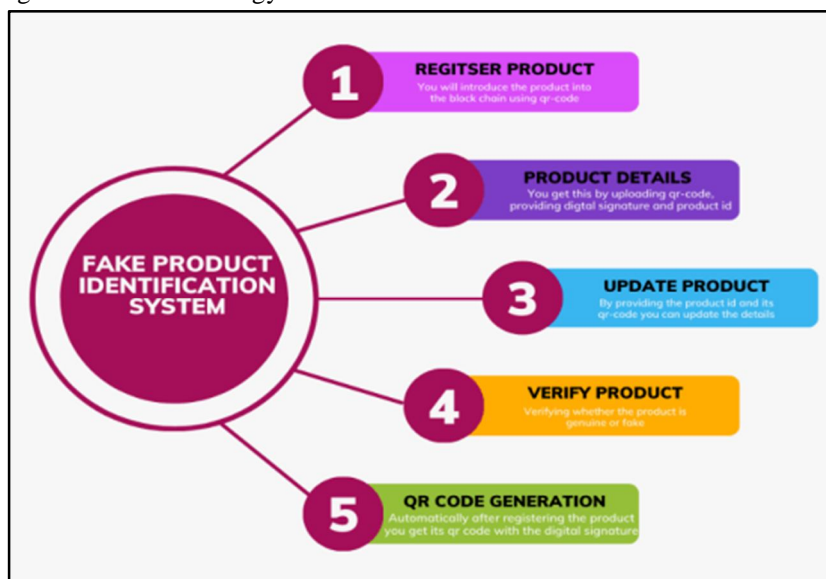 1
REGITSER PRODUCT
You will introduce the product into
the block chain using qr-code
2
PRODUCT DETAILS
You get this by uploading qr-code,
providing digtal signature and product id
FAKE PRODUCT
IDENTIFICATION
SYSTEM
3
UPDATE PRODUCT
By providing the product id and its
qr-code you can update the details
4
VERIFY PRODUCT
Verifying whether the product is
genuine or fake
5
QR CODE GENERATION
Automatically after registering the product
you get its qr code with the digital signature